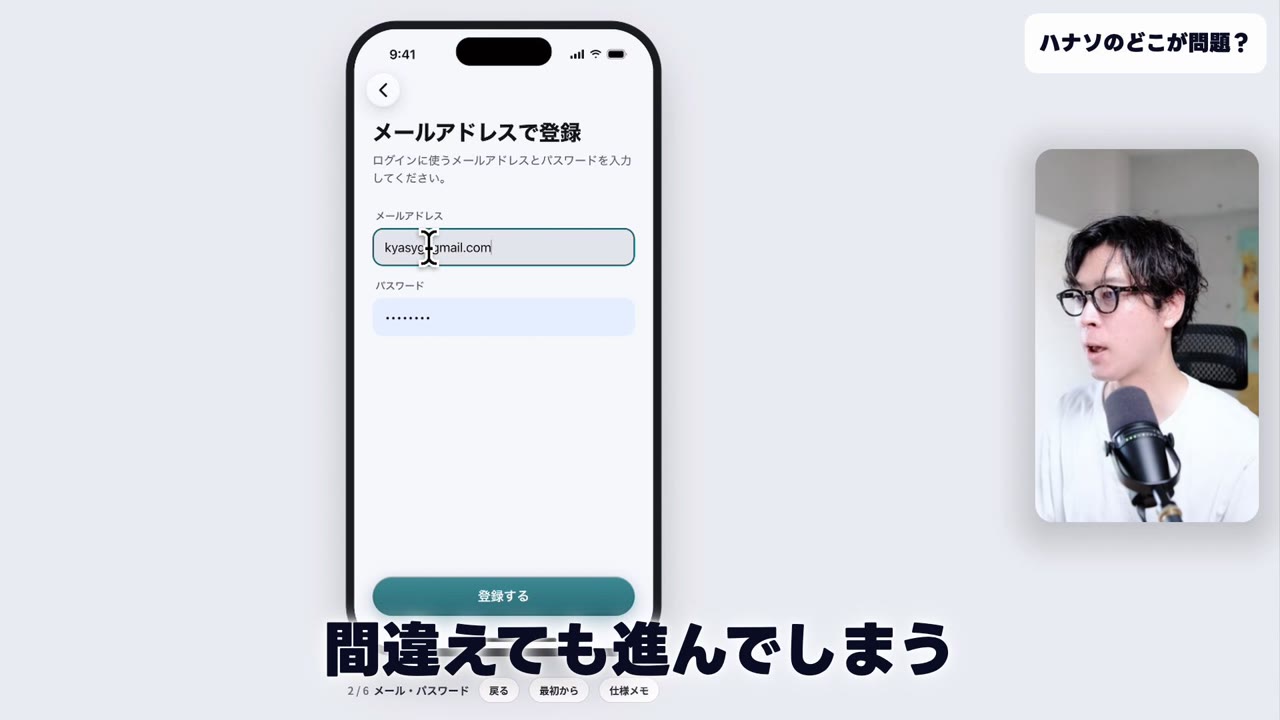 ハナソのどこが問題？
9:41
メールアドレスで登録
ログインに使うメールアドレスとパスワードを入力
してください。
メールアドレス
パスワード
••••••••
登録する
間違えても進んでしまう
2 / 6 メール・パスワード 戻る 最初から 仕様メモ